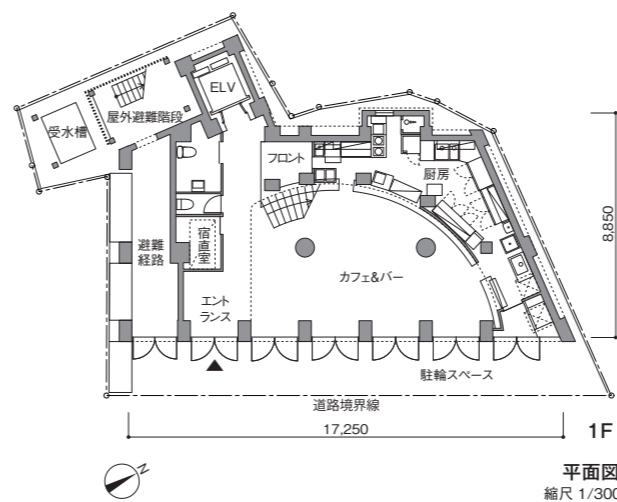 ELV
屋外避難階段
受水槽
フロント
厨房
避難
経路
宿
直
室
カフェ&バー
エント
ランス
8,850
駐輪スペース
道路境界線
17,250
1F
N
平面図
縮尺 1/300